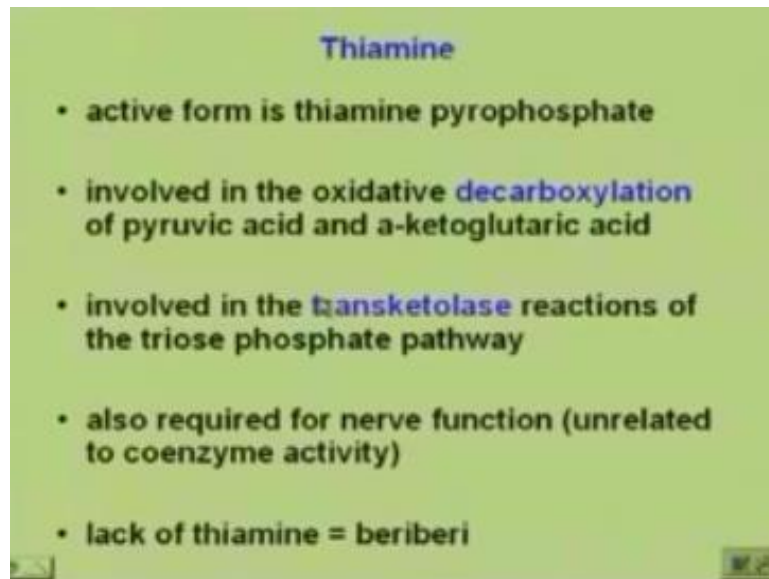 Thiamine
• active form is thiamine pyrophosphate
• involved in the oxidative decarboxylation
of pyruvic acid and a-ketoglutaric acid
• involved in the transketolase reactions of
the triose phosphate pathway
• also required for nerve function (unrelated
to coenzyme activity)
• lack of thiamine = beriberi